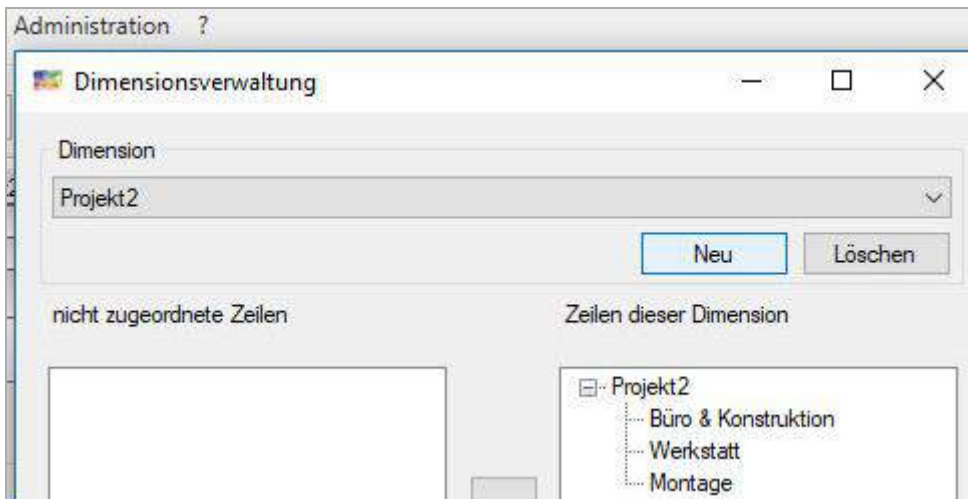 Administration ?
Dimensionsverwaltung
Dimension
Projekt2
Neu Löschen
nicht zugeordnete Zeilen
Zeilen dieser Dimension
Projekt2
Büro & Konstruktion
Werkstatt
Montage